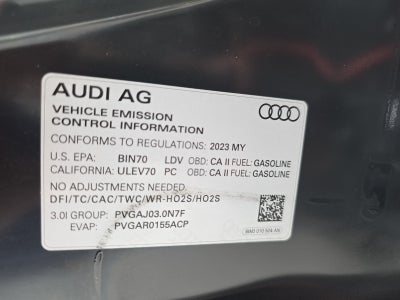 AUDI AG
VEHICLE EMISSION
CONTROL INFORMATION
CONFORMS TO REGULATIONS: 2023 MY
U.S. EPA: BIN70 LDV OBD: CA II FUEL: GASOLINE
CALIFORNIA: ULEV70 PC OBD: CA II FUEL: GASOLINE
NO ADJUSTMENTS NEEDED
DFI/TC/CAC/TWC/WR-HO2S/HO2S
3.0l GROUP: PVGAJ03.0N7F
EVAP: PVGAR0155ACP